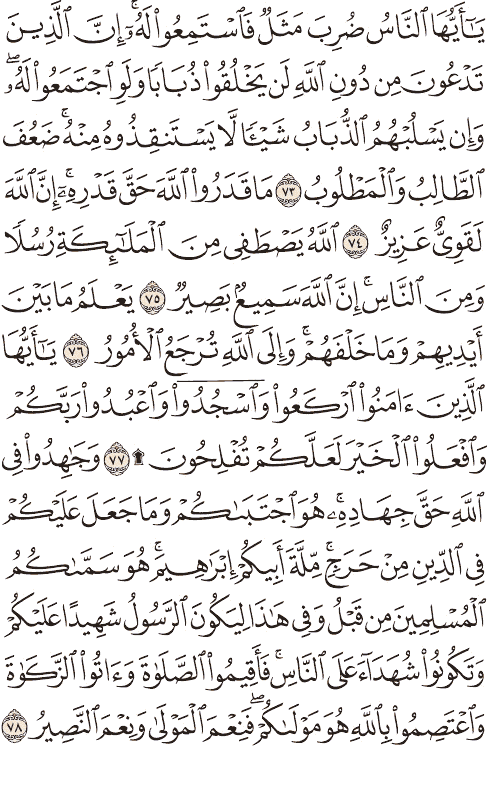 يَـٰٓأَيُّهَا ٱلنَّاسُ ضُرِبَ مَثَلٌ فَٱسْتَمِعُوا۟ لَهُۥٓ ۚ إِنَّ ٱلَّذِينَ
تَدْعُونَ مِن دُونِ ٱللَّهِ لَن يَخْلُقُوا۟ ذُبَابًا وَلَوِ ٱجْتَمَعُوا۟ لَهُۥ ۖ
وَإِن يَسْلُبْهُمُ ٱلذُّبَابُ شَيْـًٔا لَّا يَسْتَنقِذُوهُ مِنْهُ ۚ ضَعُفَ
ٱلطَّالِبُ وَٱلْمَطْلُوبُ ٧٣ مَا قَدَرُوا۟ ٱللَّهَ حَقَّ قَدْرِهِۦٓ ۗ إِنَّ ٱللَّهَ
لَقَوِىٌّ عَزِيزٌ ٧٤ ٱللَّهُ يَصْطَفِى مِنَ ٱلْمَلَـٰٓئِكَةِ رُسُلًا
وَمِنَ ٱلنَّاسِ ۚ إِنَّ ٱللَّهَ سَمِيعٌۢ بَصِيرٌ ٧٥ يَعْلَمُ مَا بَيْنَ
أَيْدِيهِمْ وَمَا خَلْفَهُمْ ۗ وَإِلَى ٱللَّهِ تُرْجَعُ ٱلْأُمُورُ ٧٦ يَـٰٓأَيُّهَا
ٱلَّذِينَ ءَامَنُوا۟ ٱرْكَعُوا۟ وَٱسْجُدُوا۟ وَٱعْبُدُوا۟ رَبَّكُمْ
وَٱفْعَلُوا۟ ٱلْخَيْرَ لَعَلَّكُمْ تُفْلِحُونَ ۩ ٧٧ وَجَـٰهِدُوا۟ فِى
ٱللَّهِ حَقَّ جِهَادِهِۦ ۚ هُوَ ٱجْتَبَىٰكُمْ وَمَا جَعَلَ عَلَيْكُمْ
فِى ٱلدِّينِ مِنْ حَرَجٍ ۚ مِّلَّةَ أَبِيكُمْ إِبْرَٰهِيمَ ۚ هُوَ سَمَّىٰكُمُ
ٱلْمُسْلِمِينَ مِن قَبْلُ وَفِى هَـٰذَا لِيَكُونَ ٱلرَّسُولُ شَهِيدًا عَلَيْكُمْ
وَتَكُونُوا۟ شُهَدَآءَ عَلَى ٱلنَّاسِ ۚ فَأَقِيمُوا۟ ٱلصَّلَوٰةَ وَءَاتُوا۟ ٱلزَّكَوٰةَ
وَٱعْتَصِمُوا۟ بِٱللَّهِ هُوَ مَوْلَىٰكُمْ ۖ فَنِعْمَ ٱلْمَوْلَىٰ وَنِعْمَ ٱلنَّصِيرُ ٧٨